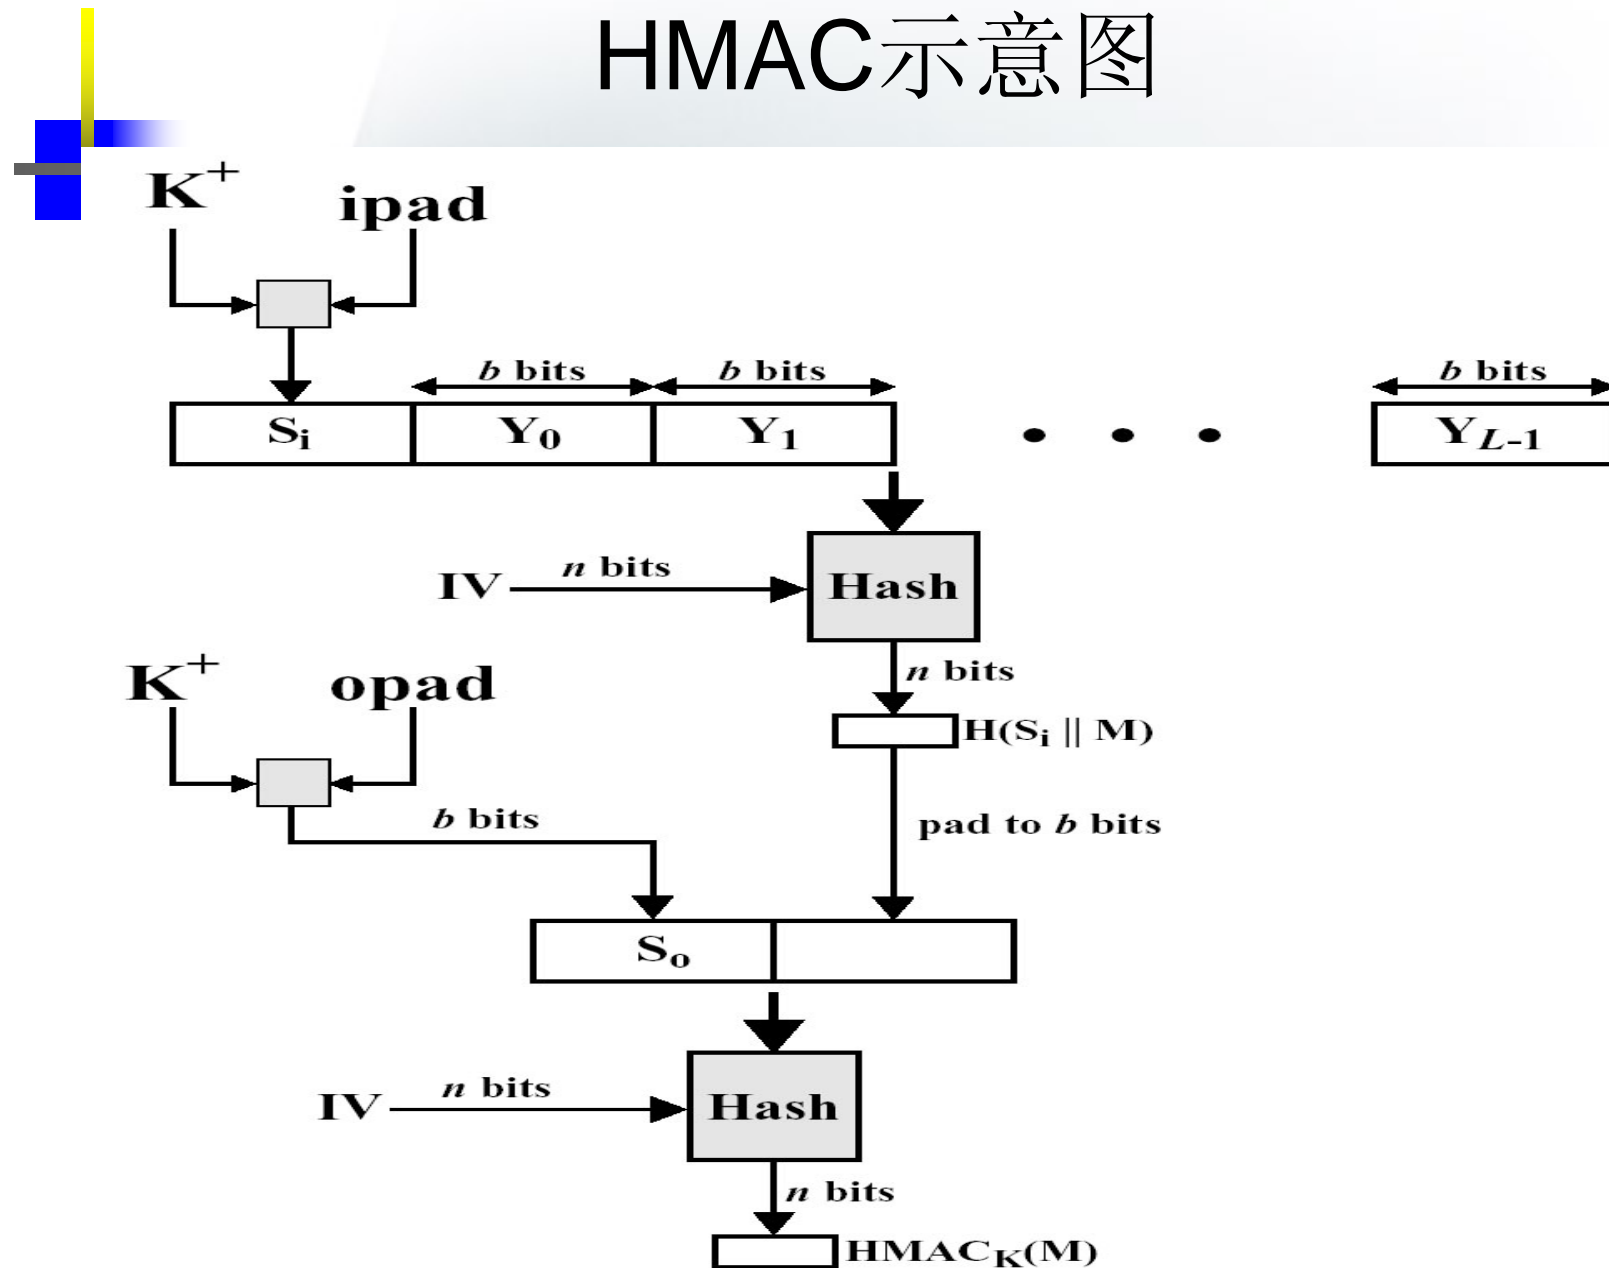 HMAC示意图
K+
ipad
b bits
b bits
b bits
Si
Y0
Y1
• • •
YL-1
IV
n bits
Hash
n bits
H(Si || M)
K+
opad
b bits
pad to b bits
So
IV
n bits
Hash
n bits
HMACK(M)